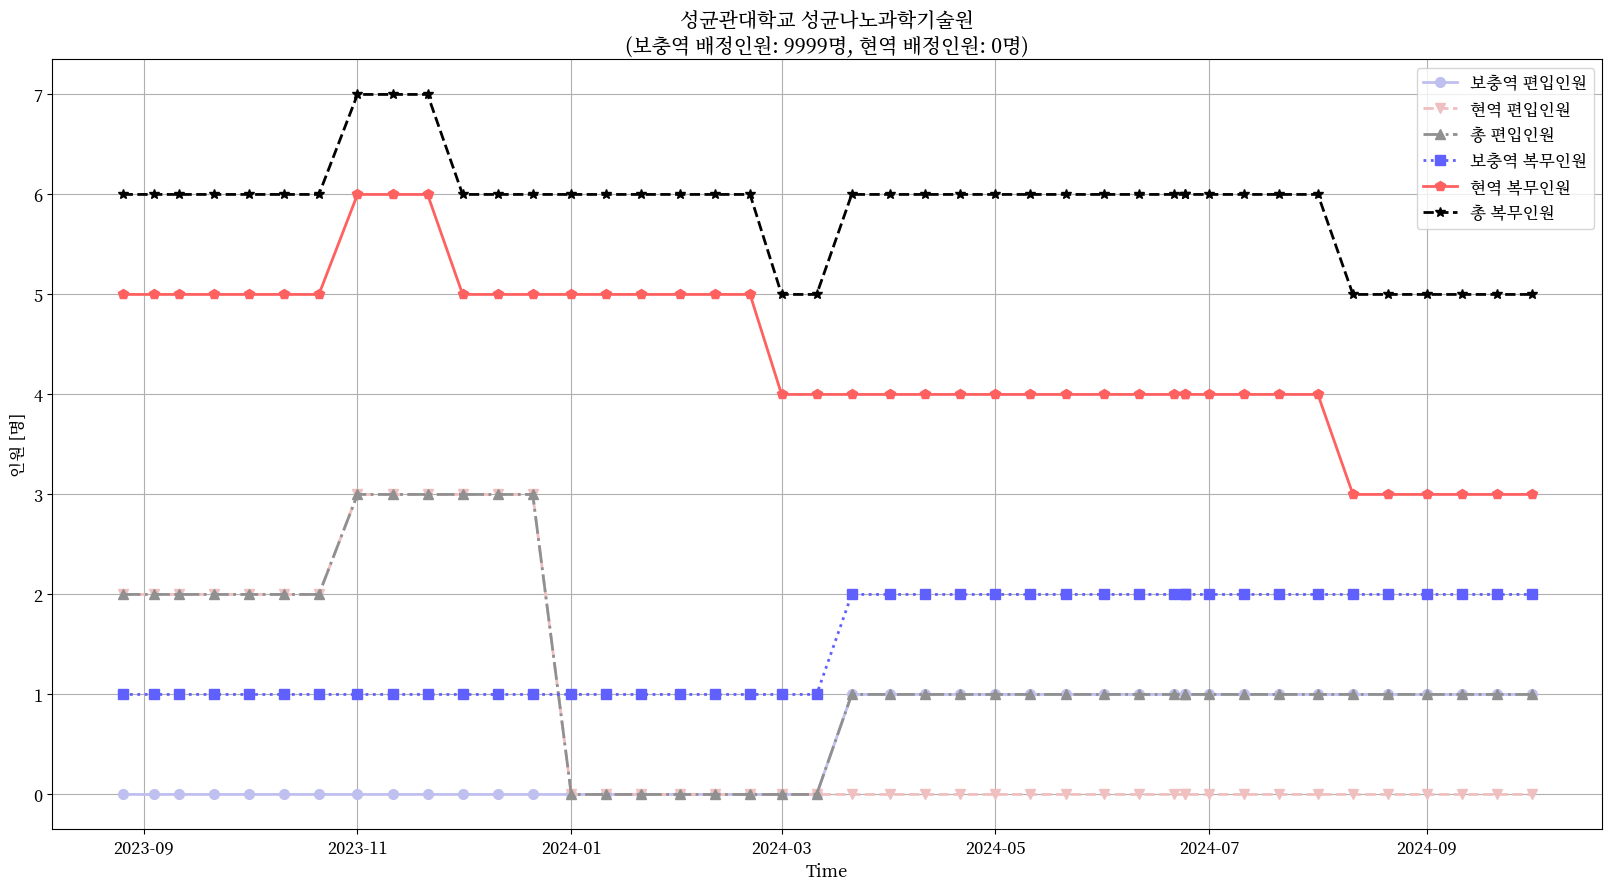 성균관대학교 성균나노과학기술원
(보충역 배정인원: 9999명, 현역 배정인원: 0명)
보충역 편입인원
현역 편입인원
총 편입인원
보충역 복무인원
현역 복무인원
총 복무인원
인원 [명]
7
6
5
4
3
2
1
0
2023-09
2023-11
2024-01
2024-03
2024-05
2024-07
2024-09
Time